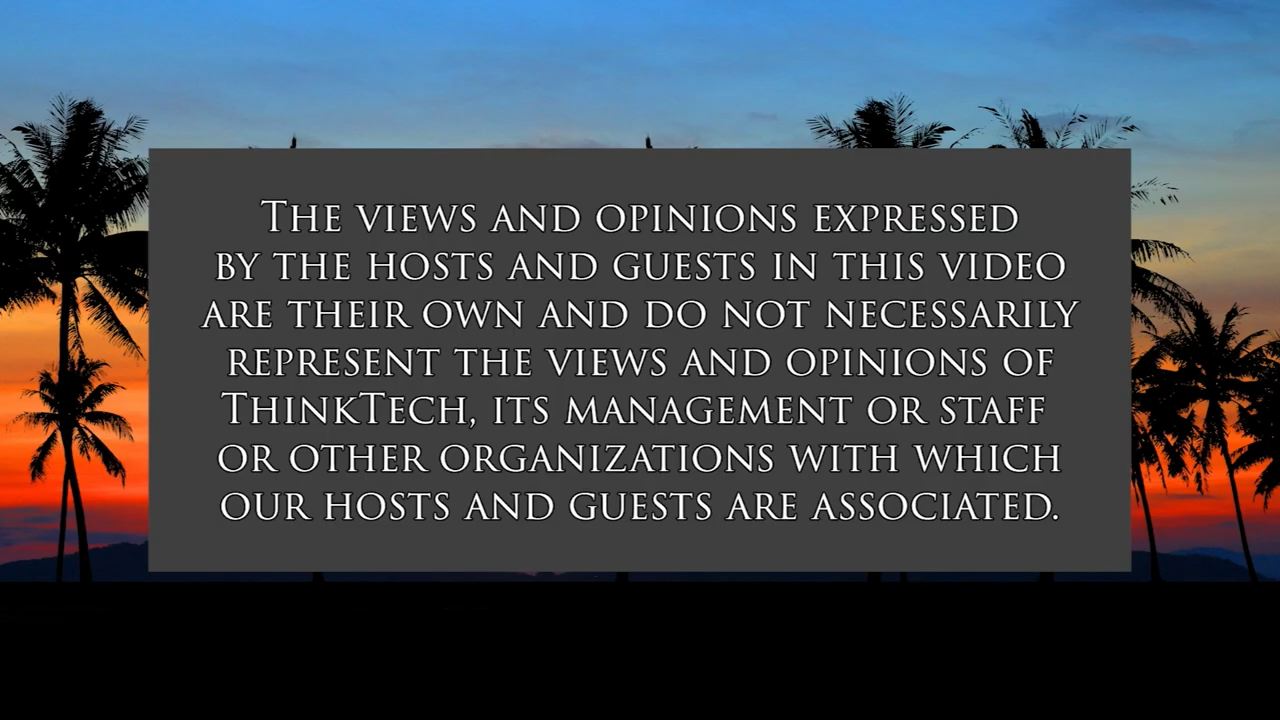 The views and opinions expressed
by the hosts and guests in this video
are their own and do not necessarily
represent the views and opinions of
ThinkTech, its management or staff
or other organizations with which
our hosts and guests are associated.